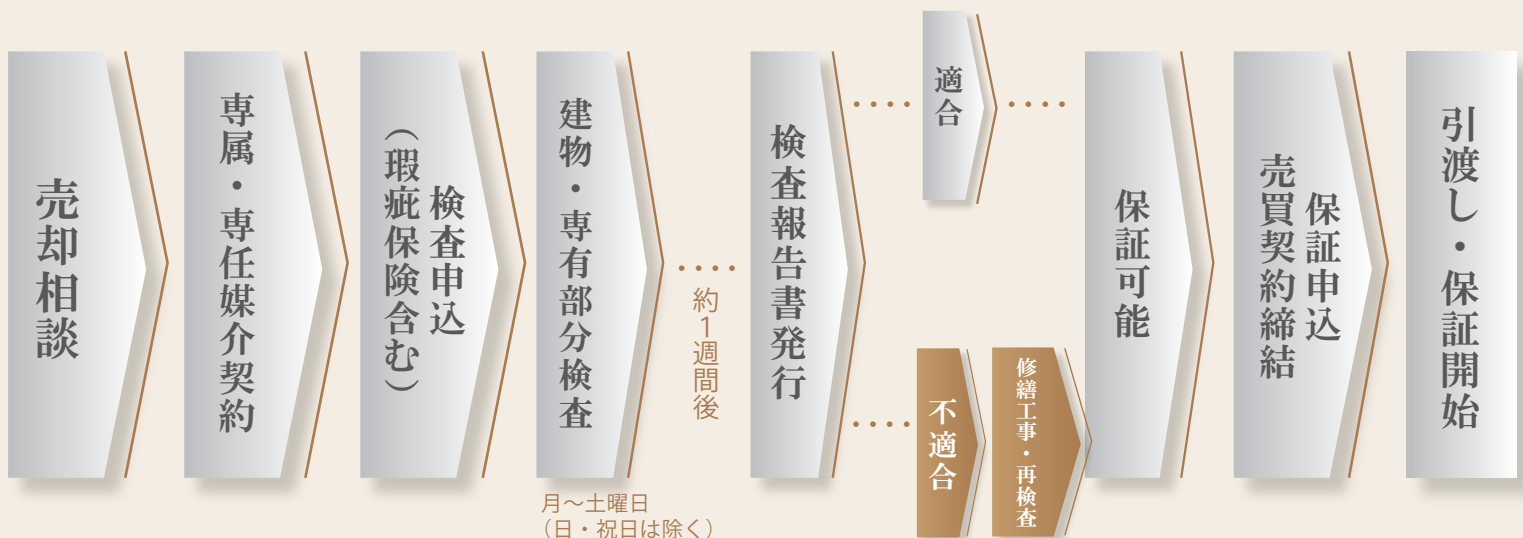 売却相談
専属・専任媒介契約
検査申込
（瑕疵保険含む）
建物・専有部分検査
月～土曜日
（日・祝日は除く）
約1週間後
検査報告書発行
適合
不適合
修繕工事・再検査
保証可能
保証申込
売買契約締結
引渡し・保証開始